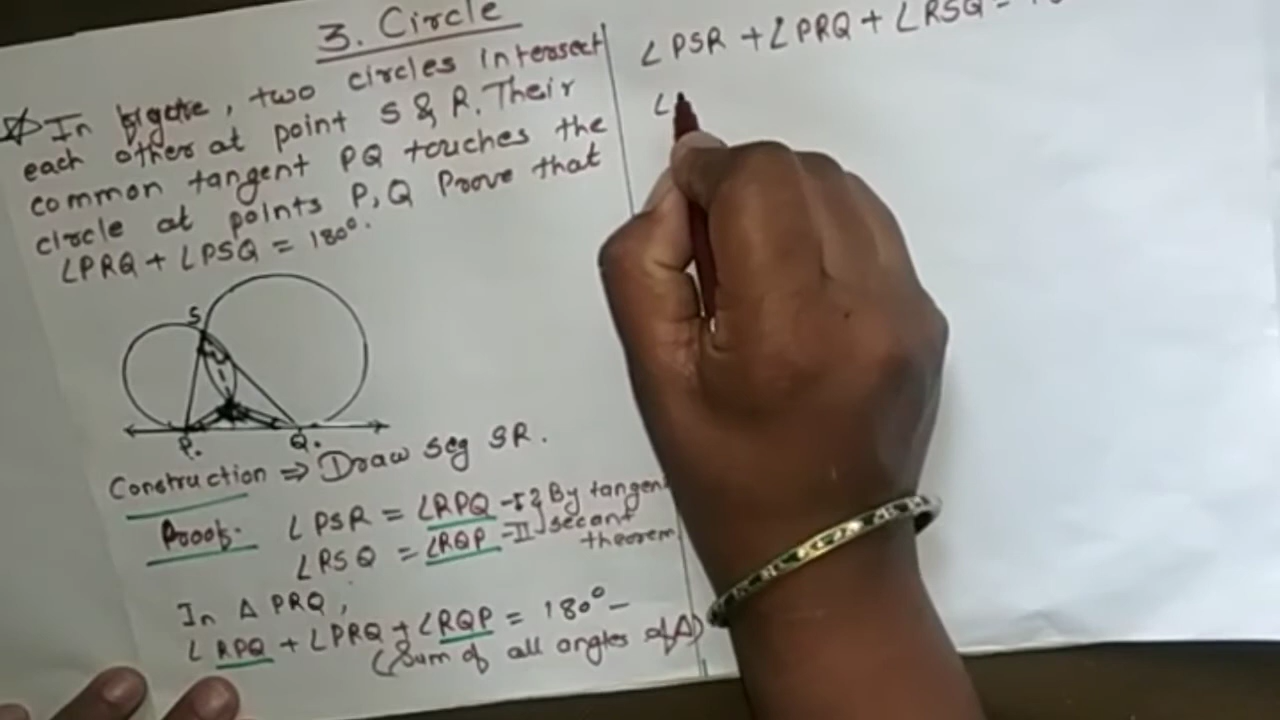 3. Circle
In figure, two circles intersect
each other at point S & R. Their
common tangent PQ touches the
circle at points P, Q Prove that
∠PRQ + ∠PSQ = 180°.
S
P. Q.
Construction ⇒ Draw seg SR.
Proof:- ∠PSR = ∠RPQ - I } By tangent
∠RSQ = ∠RQP - II secant
theorem
In Δ PRQ,
∠RPQ + ∠PRQ + ∠RQP = 180° -
(Sum of all angles of Δ)
∠PSR + ∠PRQ + ∠RSQ =
∠